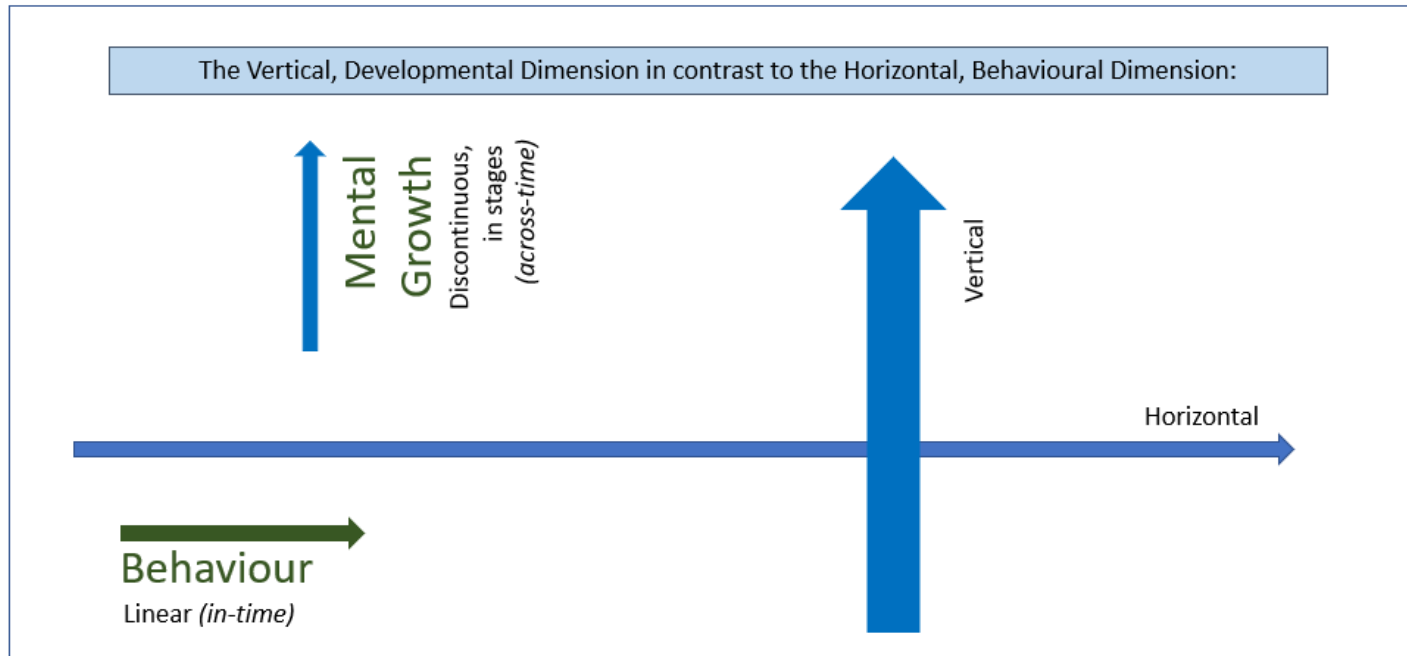 The Vertical, Developmental Dimension in contrast to the Horizontal, Behavioural Dimension:
Mental
Growth
Discontinuous,
in stages
(across-time)
Vertical
Horizontal
Behaviour
Linear (in-time)